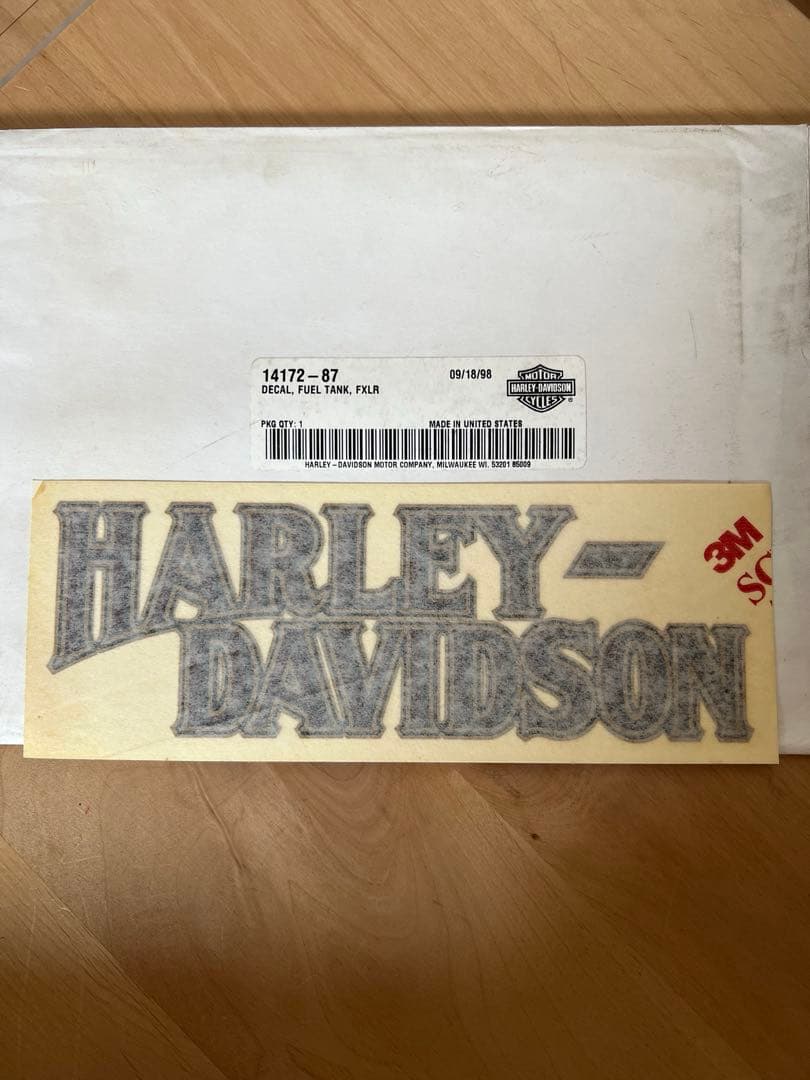 14172-87
09/18/98
DECAL, FUEL TANK, FXLR
MOTOR
HARLEY-DAVIDSON
CYCLES
®
PKG QTY: 1
MADE IN UNITED STATES
HARLEY-DAVIDSON MOTOR COMPANY, MILWAUKEE WI. 53201 85009
HARLEY-
DAVIDSON
3M